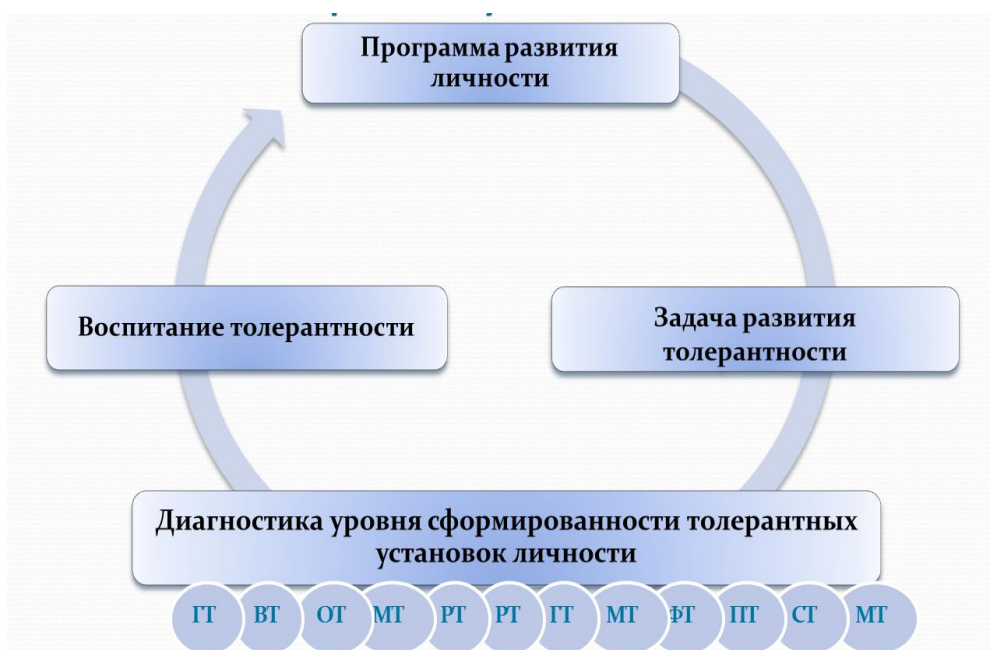 Программа развития
личности
Воспитание толерантности
Задача развития
толерантности
Диагностика уровня сформированности толерантных
установок личности
ГТ ВТ ОТ МТ РТ РТ ГТ МТ ФТ ПТ СТ МТ